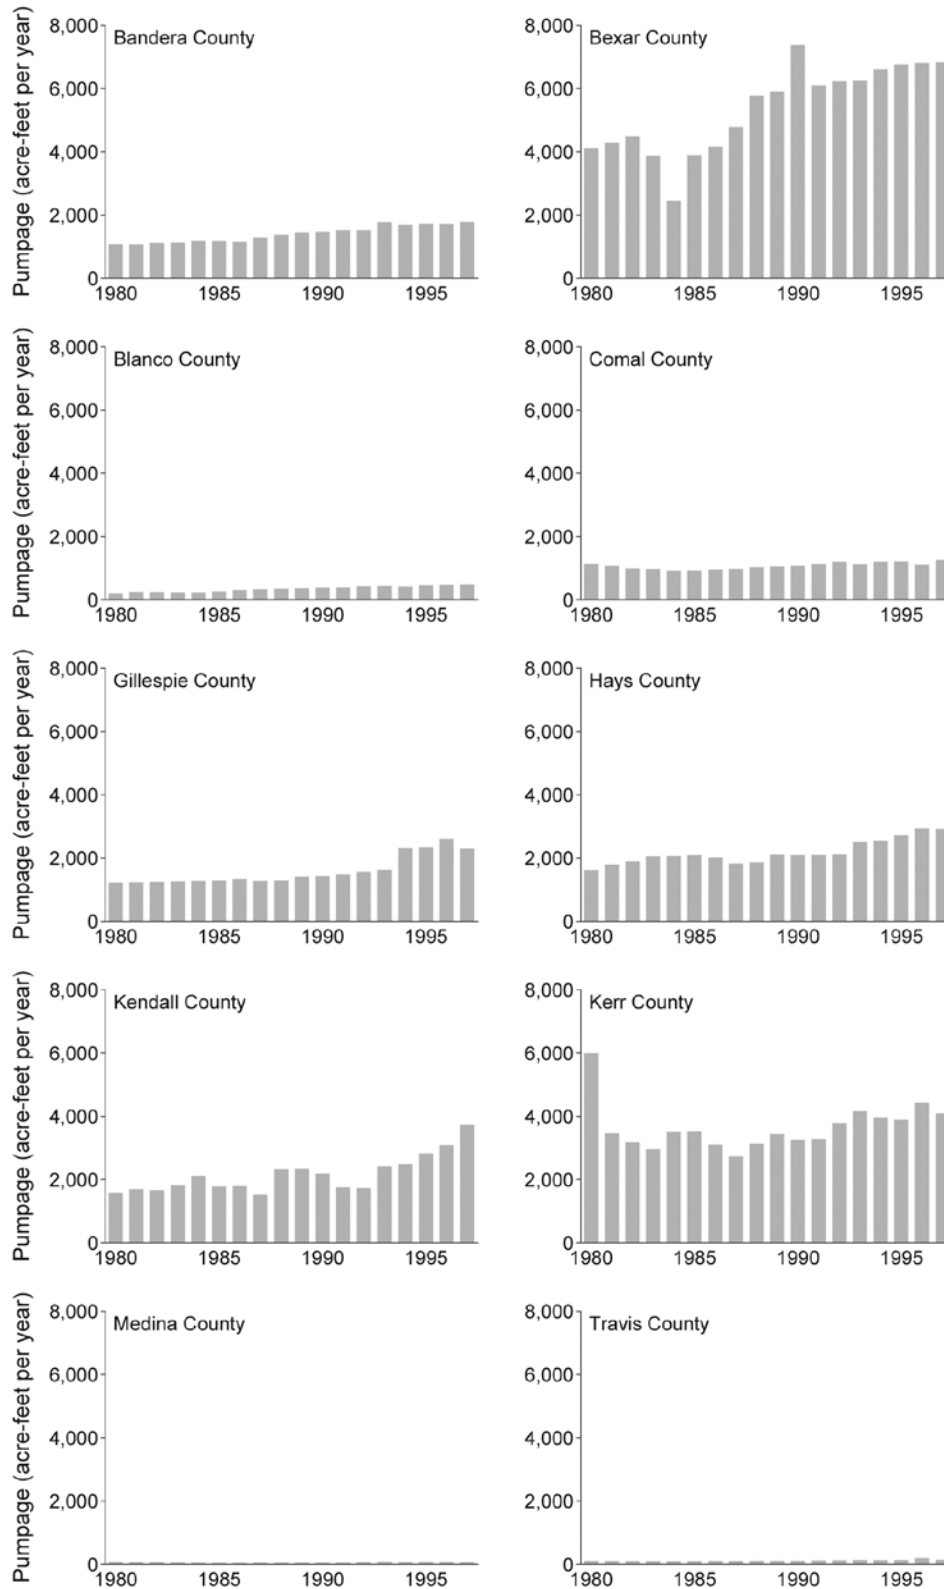 Pumpage (acre-feet per year)
8,000
6,000
4,000
2,000
0
Bandera County
1980 1985 1990 1995
8,000
6,000
4,000
2,000
0
Bexar County
1980 1985 1990 1995
Pumpage (acre-feet per year)
8,000
6,000
4,000
2,000
0
Blanco County
1980 1985 1990 1995
8,000
6,000
4,000
2,000
0
Comal County
1980 1985 1990 1995
Pumpage (acre-feet per year)
8,000
6,000
4,000
2,000
0
Gillespie County
1980 1985 1990 1995
8,000
6,000
4,000
2,000
0
Hays County
1980 1985 1990 1995
Pumpage (acre-feet per year)
8,000
6,000
4,000
2,000
0
Kendall County
1980 1985 1990 1995
8,000
6,000
4,000
2,000
0
Kerr County
1980 1985 1990 1995
Pumpage (acre-feet per year)
8,000
6,000
4,000
2,000
0
Medina County
1980 1985 1990 1995
8,000
6,000
4,000
2,000
0
Travis County
1980 1985 1990 1995